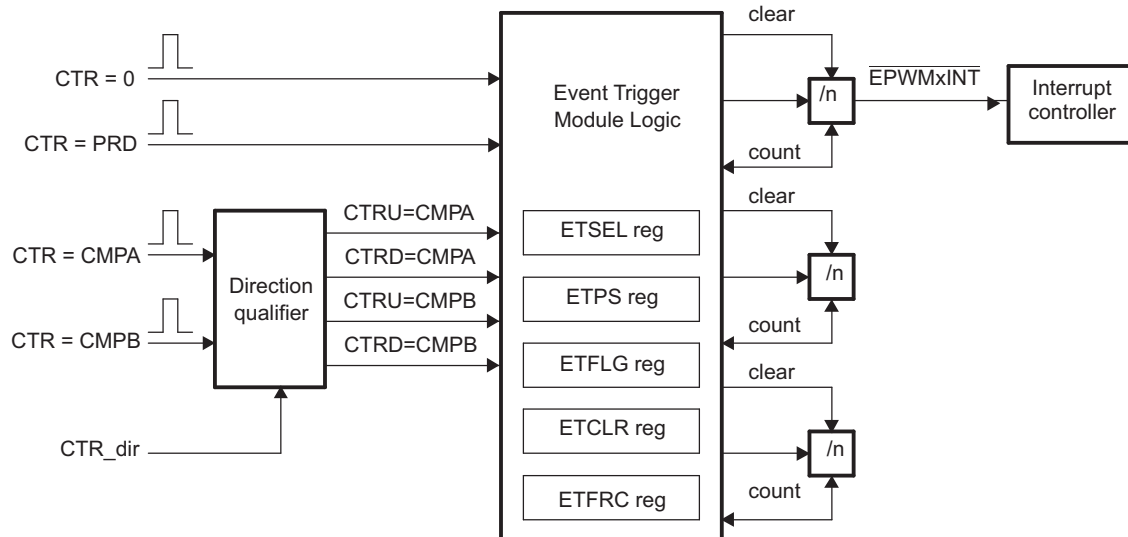 CTR = 0
CTR = PRD
CTR = CMPA
CTR = CMPB
CTR_dir
Direction
qualifier
CTRU=CMPA
CTRD=CMPA
CTRU=CMPB
CTRD=CMPB
Event Trigger
Module Logic
ETSEL reg
ETPS reg
ETFLG reg
ETCLR reg
ETFRC reg
clear
/n
count
EPWMxINT
Interrupt
controller
clear
/n
count
clear
/n
count